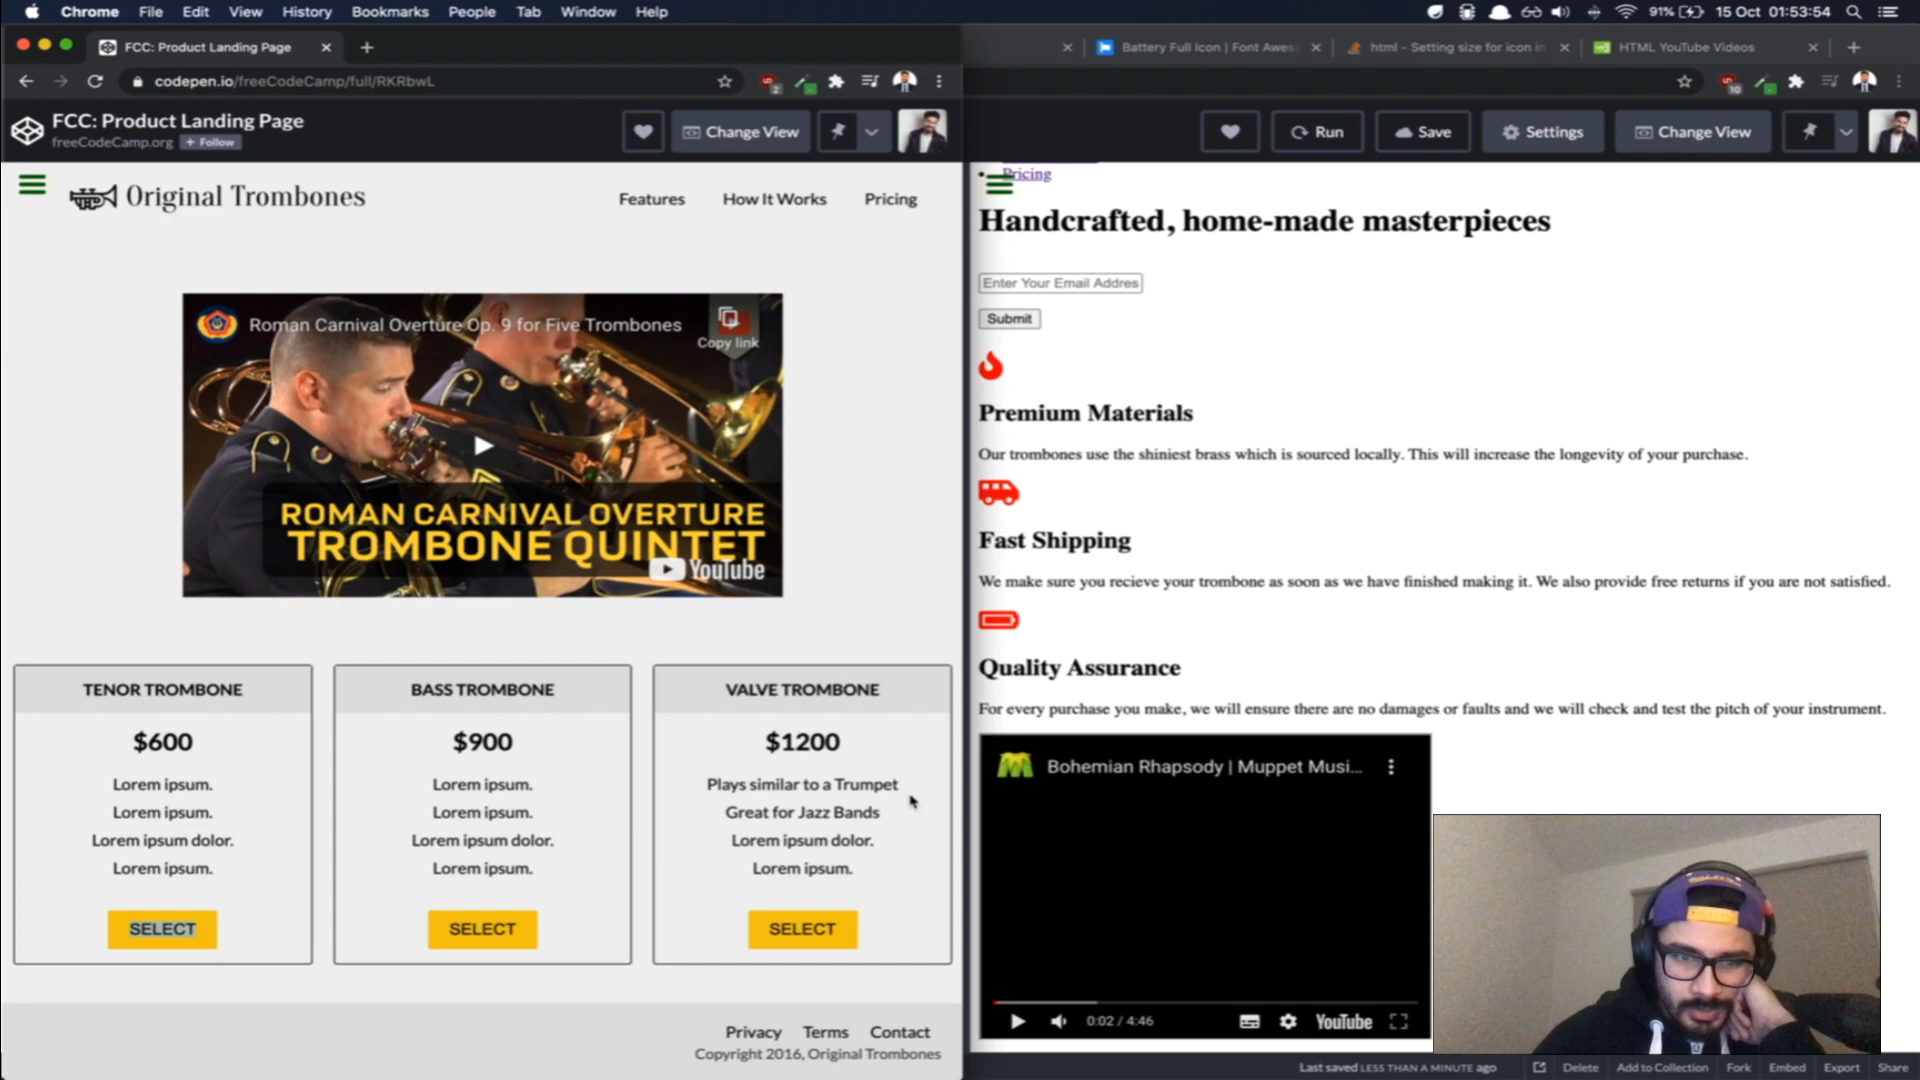 Chrome File Edit View History Bookmarks People Tab Window Help
91% 15 Oct 01:53:54
FCC: Product Landing Page
Battery Full Icon | Font Awes
html - Setting size for icon in
HTML YouTube Videos
codepen.io/freeCodeCamp/full/RKRbwL
2
10
FCC: Product Landing Page
freeCodeCamp.org + Follow
Change View
Run
Save
Settings
Change View
Original Trombones
Features How It Works Pricing
Roman Carnival Overture Op. 9 for Five Trombones
Copy link
ROMAN CARNIVAL OVERTURE
TROMBONE QUINTET
YouTube
TENOR TROMBONE
$600
Lorem ipsum.
Lorem ipsum.
Lorem ipsum dolor.
Lorem ipsum.
SELECT
BASS TROMBONE
$900
Lorem ipsum.
Lorem ipsum.
Lorem ipsum dolor.
Lorem ipsum.
SELECT
VALVE TROMBONE
$1200
Plays similar to a Trumpet
Great for Jazz Bands
Lorem ipsum dolor.
Lorem ipsum.
SELECT
Privacy Terms Contact
Copyright 2016, Original Trombones
Pricing
Handcrafted, home-made masterpieces
Enter Your Email Addres
Submit
Premium Materials
Our trombones use the shiniest brass which is sourced locally. This will increase the longevity of your purchase.
Fast Shipping
We make sure you recieve your trombone as soon as we have finished making it. We also provide free returns if you are not satisfied.
Quality Assurance
For every purchase you make, we will ensure there are no damages or faults and we will check and test the pitch of your instrument.
Bohemian Rhapsody | Muppet Musi...
0:02 / 4:46
YouTube
Last saved LESS THAN A MINUTE ago
Delete Add to Collection Fork Embed Export Share